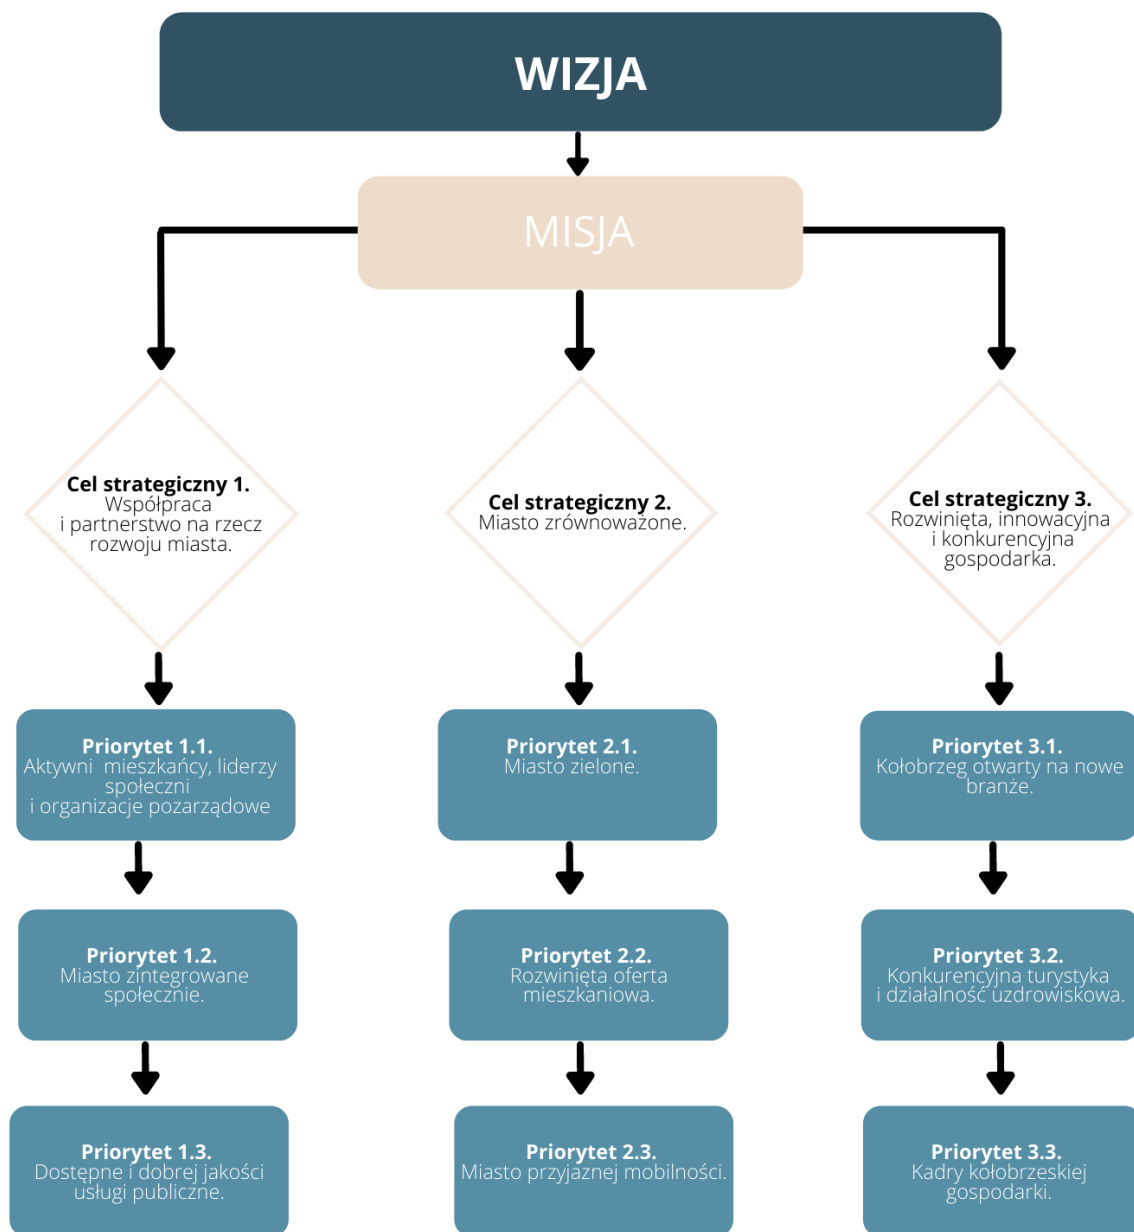 WIZJA
MISJA
Cel strategiczny 1.
Współpraca
i partnerstwo na rzecz
rozwoju miasta.
Cel strategiczny 2.
Miasto zrównoważone.
Cel strategiczny 3.
Rozwinięta, innowacyjna
i konkurencyjna
gospodarka.
Priorytet 1.1.
Aktywni  mieszkańcy, liderzy
społeczni
i organizacje pozarządowe
Priorytet 2.1.
Miasto zielone.
Priorytet 3.1.
Kołobrzeg otwarty na nowe
branże.
Priorytet 1.2.
Miasto zintegrowane
społecznie.
Priorytet 2.2.
Rozwinięta oferta
mieszkaniowa.
Priorytet 3.2.
Konkurencyjna turystyka
i działalność uzdrowiskowa.
Priorytet 1.3.
Dostępne i dobrej jakości
usługi publiczne.
Priorytet 2.3.
Miasto przyjaznej mobilności.
Priorytet 3.3.
Kadry kołobrzeskiej
gospodarki.